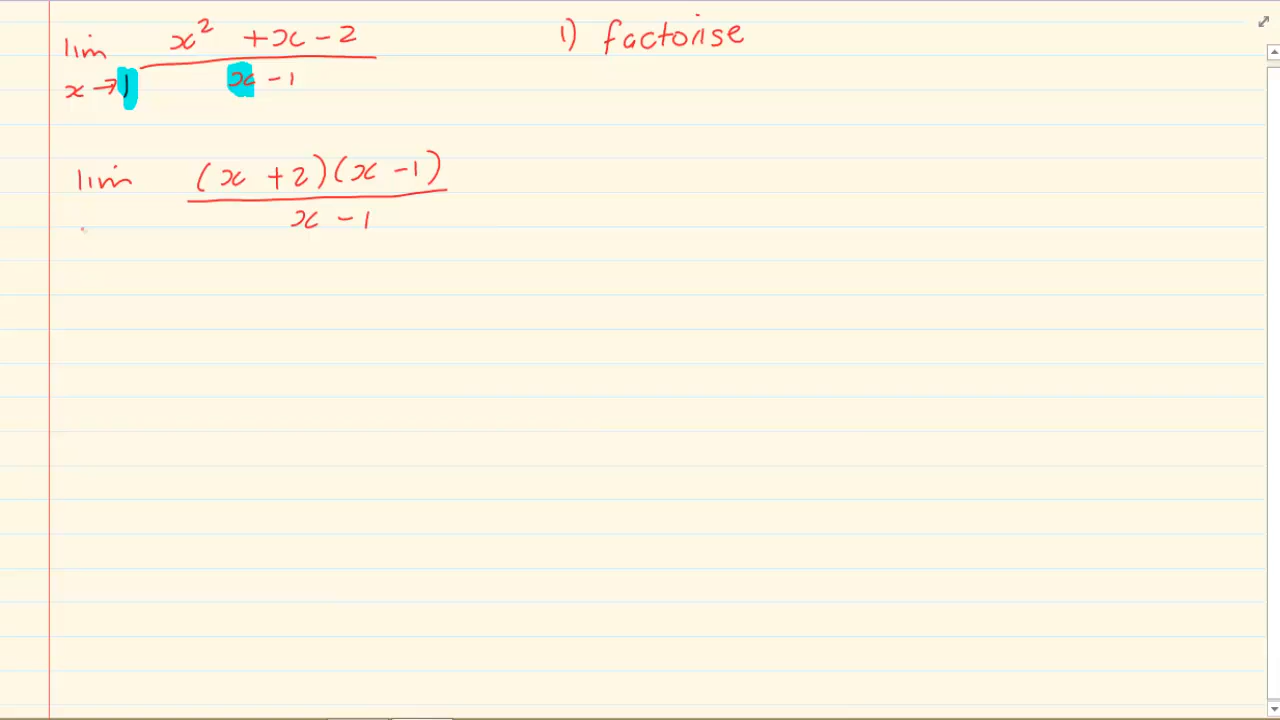 lim x² + x - 2
x → 1 x - 1
1) factorise
lim (x + 2)(x - 1)
x - 1